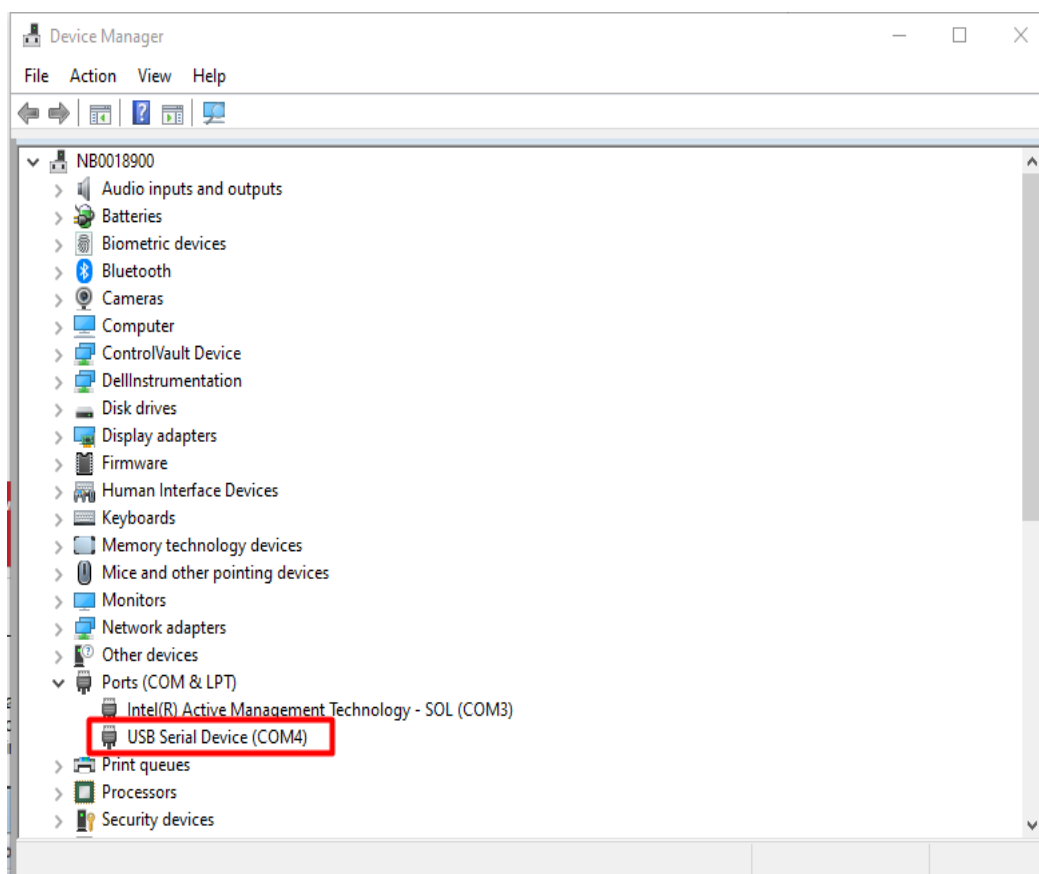 Device Manager
File Action View Help
NB0018900
Audio inputs and outputs
Batteries
Biometric devices
Bluetooth
Cameras
Computer
ControlVault Device
DellInstrumentation
Disk drives
Display adapters
Firmware
Human Interface Devices
Keyboards
Memory technology devices
Mice and other pointing devices
Monitors
Network adapters
Other devices
Ports (COM & LPT)
Intel(R) Active Management Technology - SOL (COM3)
USB Serial Device (COM4)
Print queues
Processors
Security devices